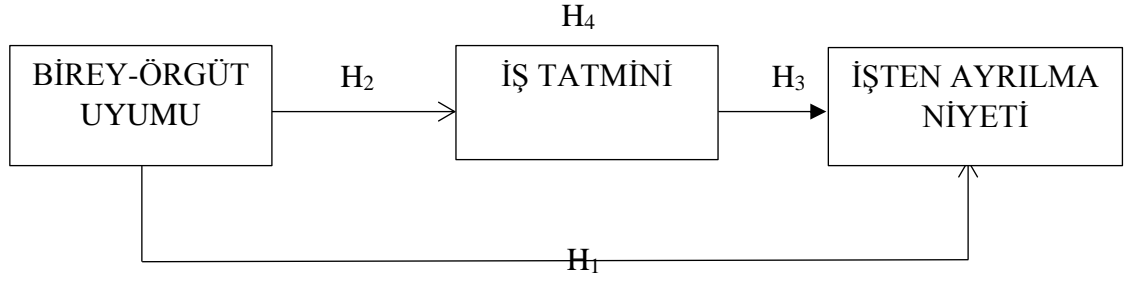 H₄
BİREY-ÖRGÜT
UYUMU
H₂
İŞ TATMİNİ
H₃
İŞTEN AYRILMA
NİYETİ
H₁